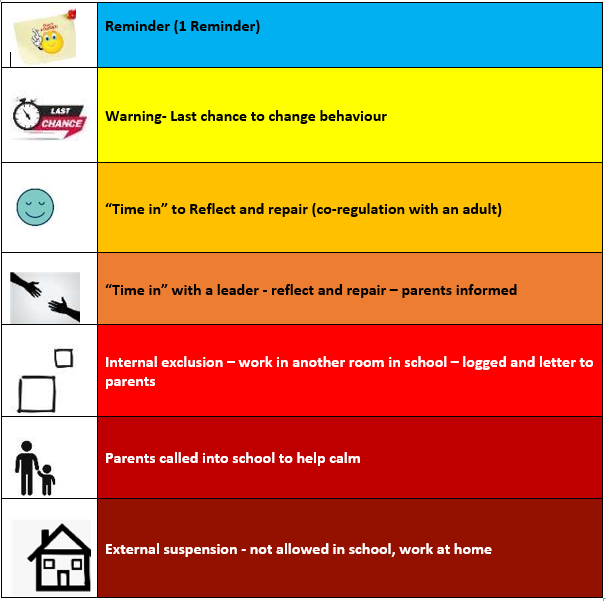 Reminder (1 Reminder)
LAST
CHANCE
Warning- Last chance to change behaviour
“Time in” to Reflect and repair (co-regulation with an adult)
“Time in” with a leader - reflect and repair – parents informed
Internal exclusion – work in another room in school – logged and letter to
parents
Parents called into school to help calm
External suspension - not allowed in school, work at home